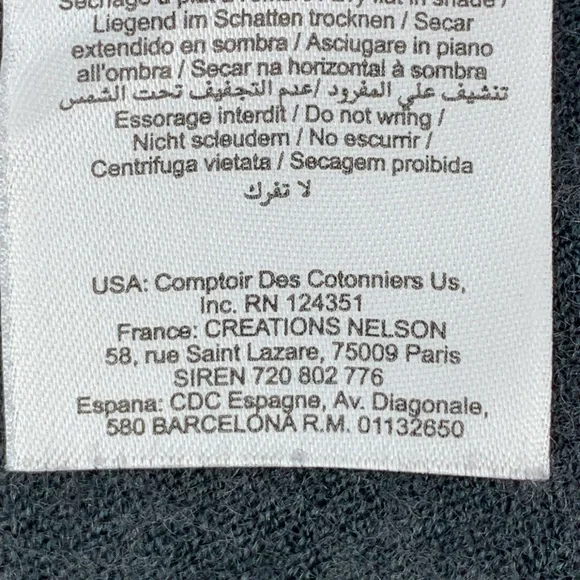 Liegend im Schatten trocknen / Secar
extendido en sombra / Asciugare in piano
all'ombra / Secar na horizontal à sombra
تنشيف علي المفرود /عدم التجفيف تحت الشمس
Essorage interdit / Do not wring /
Nicht scleudem / No escurrir /
Centrifuga vietata / Secagem proibida
لا تفرك
USA: Comptoir Des Cotonniers Us,
Inc. RN 124351
France: CREATIONS NELSON
58, rue Saint Lazare, 75009 Paris
SIREN 720 802 776
Espana: CDC Espagne, Av. Diagonale,
580 BARCELONA R.M. 01132650